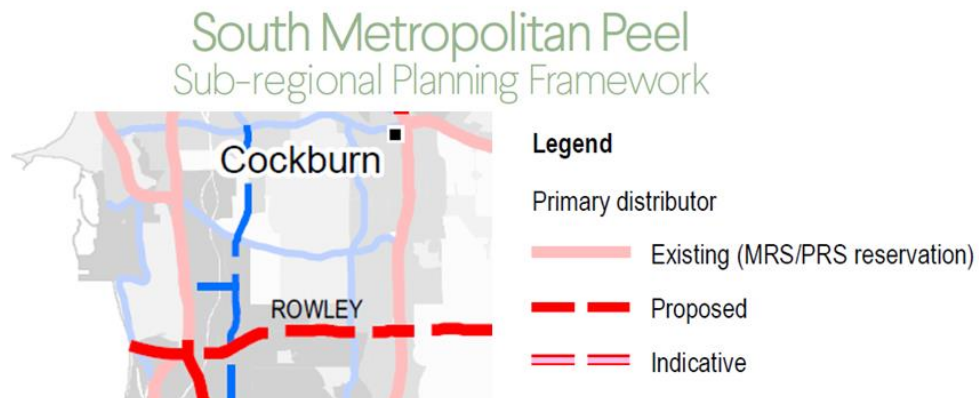 South Metropolitan Peel
Sub-regional Planning Framework
Cockburn
ROWLEY
Legend
Primary distributor
Existing (MRS/PRS reservation)
Proposed
Indicative